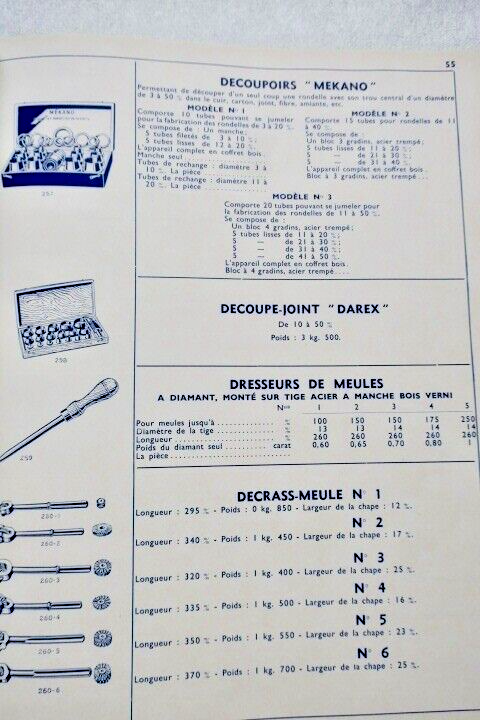 55
DECOUPOIRS "MEKANO"
Permettant de découper d'un seul coup une rondelle avec son trou central d'un diamètre
de 3 à 50 % dans le cuir, carton, joint, fibre, amiante, etc.
MODÈLE N° 1
Comporte 10 tubes pouvant se jumeler
pour la fabrication des rondelles de 3 à 20 %.
Se compose de : Un manche;
5 tubes filetés de 3 à 10 %;
5 tubes lisses de 12 à 20 %.
L'appareil complet en coffret bois.
Manche seul
Tubes de rechange : diamètre 3 à
10 %. La pièce
Tubes de rechange : diamètre 11 à
20 %. La pièce
MODÈLE N° 2
Comporte 15 tubes pour rondelles de 11
à 40 %.
Se compose de :
Un bloc 3 gradins, acier trempé;
5 tubes lisses de 11 à 20 %;
5 — de 21 à 30 %;
5 — de 31 à 40 %.
L'appareil complet en coffret bois.
Bloc à 3 gradins, acier trempé
MODÈLE N° 3
Comporte 20 tubes pouvant se jumeler pour
la fabrication des rondelles de 11 à 50 %.
Se compose de :
Un bloc 4 gradins, acier trempé;
5 tubes lisses de 11 à 20 %;
5 — de 21 à 30 %;
5 — de 31 à 40 %;
5 — de 41 à 50 %.
L'appareil complet en coffret bois.
Bloc à 4 gradins, acier trempé
MÉKANO
257
DECOUPE-JOINT "DAREX"
De 10 à 50 %
Poids : 3 kg. 500.
258
DRESSEURS DE MEULES
A DIAMANT, MONTÉ SUR TIGE ACIER A MANCHE BOIS VERNI
Nos 1 2 3 4 5
Pour meules jusqu'à % 100 150 150 175 250
Diamètre de la tige % 13 13 14 14 14
Longueur % 260 260 260 260 260
Poids du diamant seul carat 0,60 0,65 0,70 0,80 1
La pièce
259
DECRASS-MEULE N° 1
Longueur : 295 % - Poids : 0 kg. 850 - Largeur de la chape : 12 %.
N° 2
Longueur : 340 % - Poids : 1 kg. 450 - Largeur de la chape : 17 %.
N° 3
Longueur : 320 % - Poids : 1 kg. 400 - Largeur de la chape : 25 %.
N° 4
Longueur : 335 % - Poids : 1 kg. 500 - Largeur de la chape : 16 %.
N° 5
Longueur : 350 % - Poids : 1 kg. 550 - Largeur de la chape : 23 %.
N° 6
Longueur : 370 % - Poids : 1 kg. 700 - Largeur de la chape : 25 %.
260-1
260-2
260-3
260-4
260-5
260-6